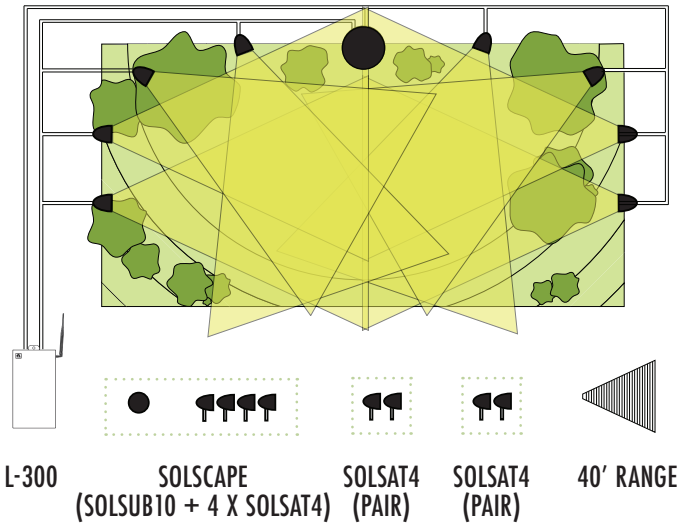 L-300
SOLSCAPE
(SOLSUB10 + 4 X SOLSAT4)
SOLSAT4
(PAIR)
SOLSAT4
(PAIR)
40' RANGE